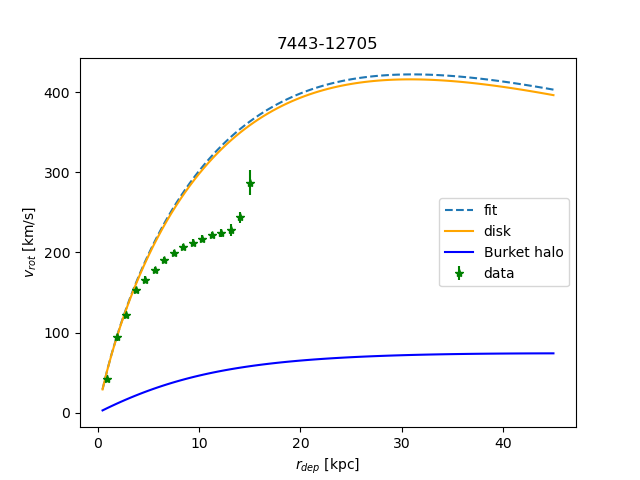 7443-12705
v_rot [km/s]
400
300
200
100
0
fit
disk
Burket halo
data
0 10 20 30 40
r_dep [kpc]